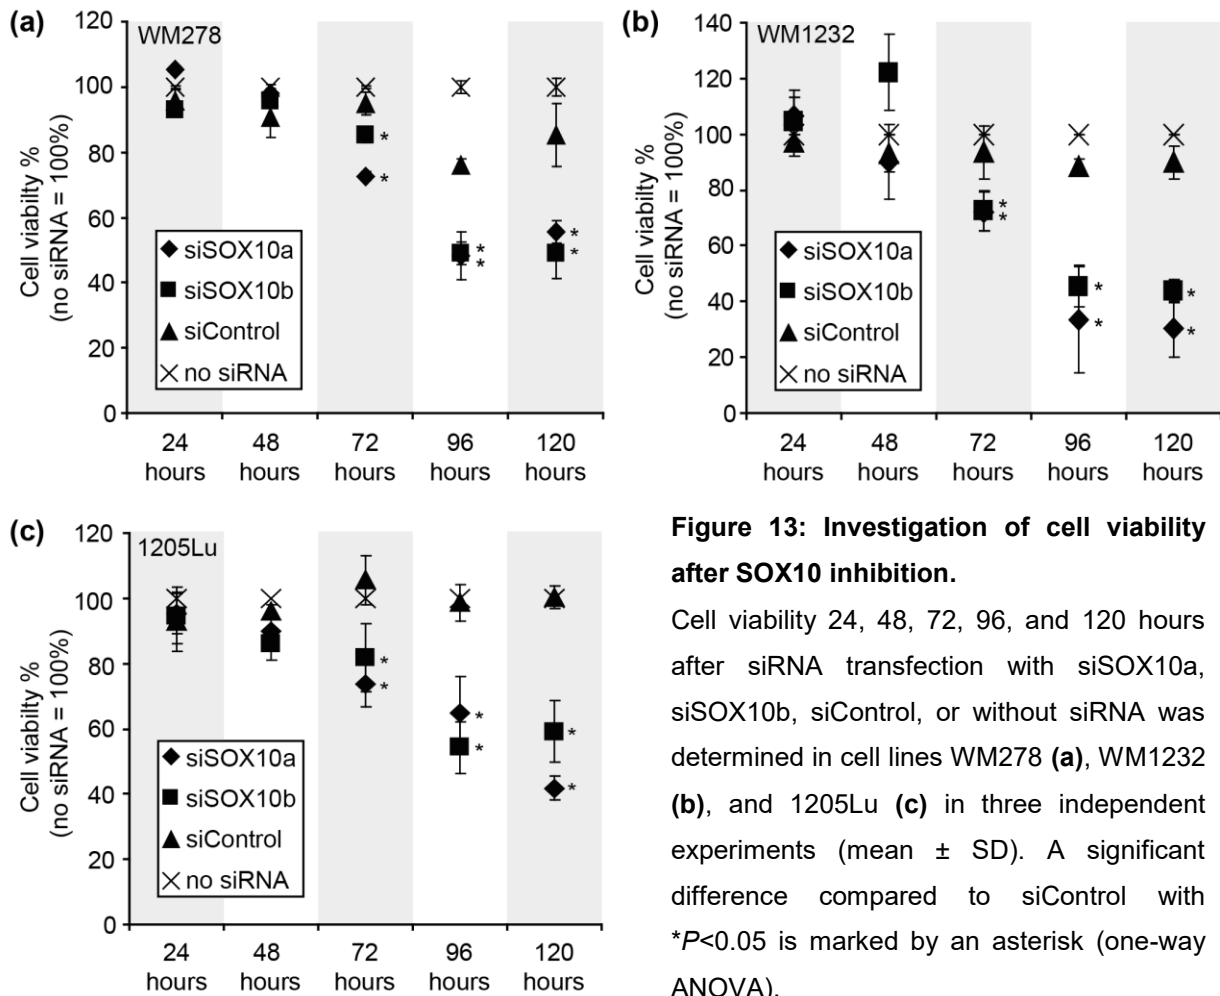 (a)
120
100
80
60
40
20
0
Cell viabilty %
(no siRNA = 100%)
WM278
siSOX10a
siSOX10b
siControl
no siRNA
*
*
*
*
*
*
24 48 72 96 120
hours hours hours hours hours
(b)
140
120
100
80
60
40
20
0
Cell viability %
(no siRNA = 100%)
WM1232
siSOX10a
siSOX10b
siControl
no siRNA
*
*
*
*
*
*
24 48 72 96 120
hours hours hours hours hours
(c)
120
100
80
60
40
20
0
Cell viability %
(no siRNA = 100%)
1205Lu
siSOX10a
siSOX10b
siControl
no siRNA
*
*
*
*
*
*
24 48 72 96 120
hours hours hours hours hours
Figure 13: Investigation of cell viability
after SOX10 inhibition.
Cell viability 24, 48, 72, 96, and 120 hours
after siRNA transfection with siSOX10a,
siSOX10b, siControl, or without siRNA was
determined in cell lines WM278 (a), WM1232
(b), and 1205Lu (c) in three independent
experiments (mean ± SD). A significant
difference compared to siControl with
*P<0.05 is marked by an asterisk (one-way
ANOVA).